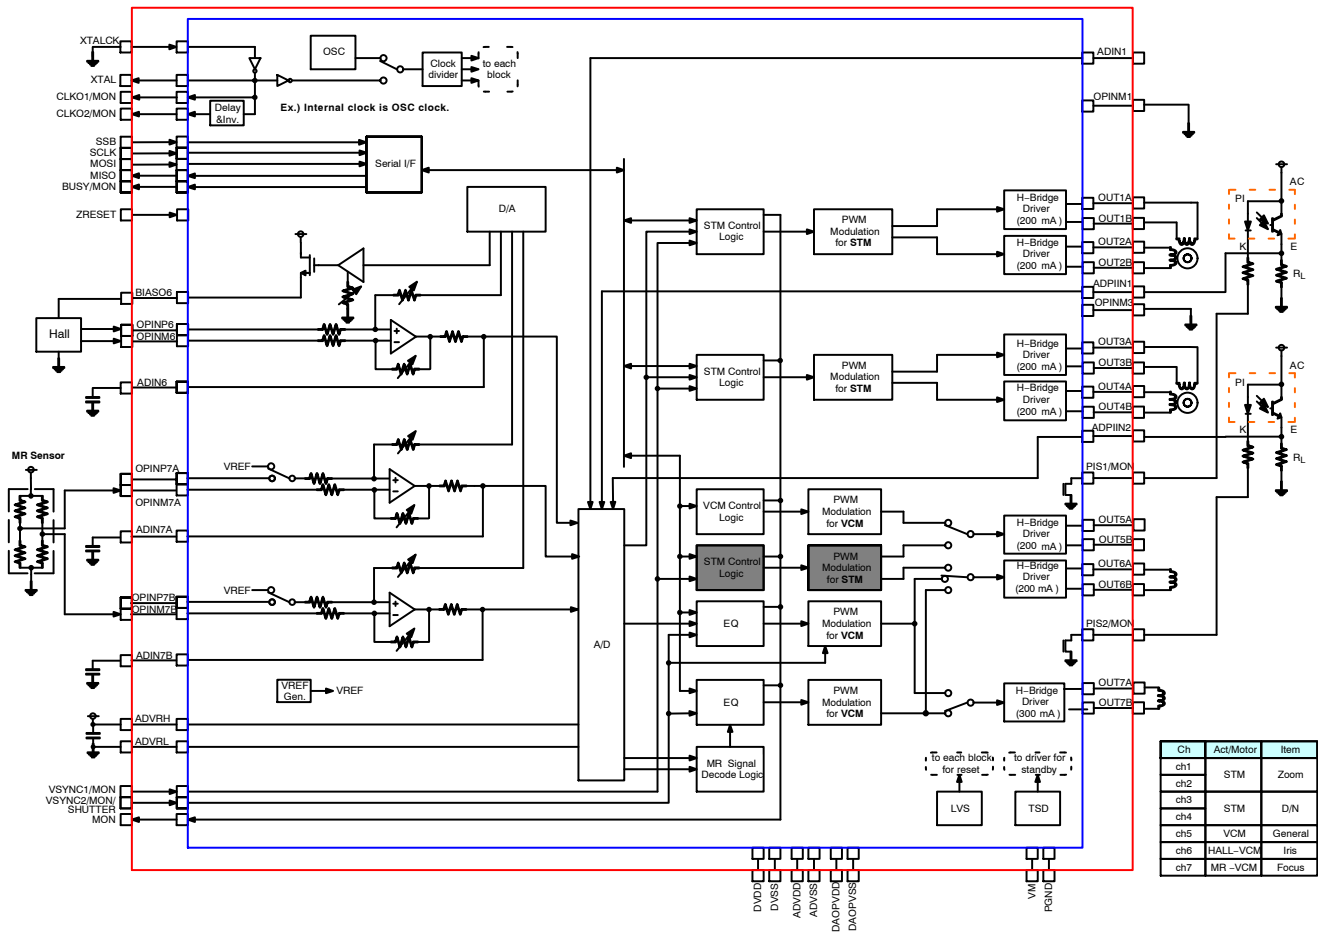 XTALCK
XTAL
CLKO1/MON
CLKO2/MON
OSC
Clock
divider
to each
block
Delay
&Inv.
Ex.) Internal clock is OSC clock.
SSB
SCLK
MOSI
MISO
BUSY/MON
ZRESET
Serial I/F
D/A
BIASO6
Hall
OPINP6
OPINM6
ADIN6
MR Sensor
OPINP7A
OPINM7A
VREF
ADIN7A
OPINP7B
OPINM7B
VREF
ADIN7B
VREF
Gen.
VREF
ADVRH
ADVRL
VSYNC1/MON
VSYNC2/MON/
SHUTTER
MON
A/D
STM Control
Logic
PWM
Modulation
for STM
H-Bridge
Driver
(200 mA)
H-Bridge
Driver
(200 mA)
STM Control
Logic
PWM
Modulation
for STM
H-Bridge
Driver
(200 mA)
H-Bridge
Driver
(200 mA)
VCM Control
Logic
PWM
Modulation
for VCM
STM Control
Logic
PWM
Modulation
for STM
H-Bridge
Driver
(200 mA)
H-Bridge
Driver
(200 mA)
EQ
PWM
Modulation
for VCM
EQ
PWM
Modulation
for VCM
H-Bridge
Driver
(300 mA)
MR Signal
Decode Logic
to each block
for reset
LVS
to driver for
standby
TSD
ADIN1
OPINM1
OUT1A
OUT1B
OUT2A
OUT2B
ADPIIN1
OPINM3
OUT3A
OUT3B
OUT4A
OUT4B
ADPIIN2
PIS1/MON
OUT5A
OUT5B
OUT6A
OUT6B
PIS2/MON
OUT7A
OUT7B
AC
PI
K
E
RL
AC
PI
K
E
RL
DVDD
DVSS
ADVDD
ADVSS
DAOPVDD
DAOPVSS
VM
PGND
Ch Act/Motor Item
ch1
STM Zoom
ch2
ch3
STM D/N
ch4
ch5 VCM General
ch6 HALL-VCM Iris
ch7 MR -VCM Focus